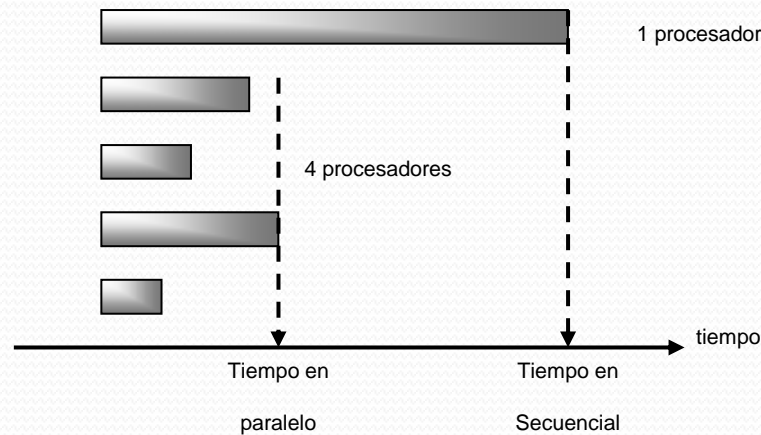 1 procesador
4 procesadores
tiempo
Tiempo en
paralelo
Tiempo en
Secuencial